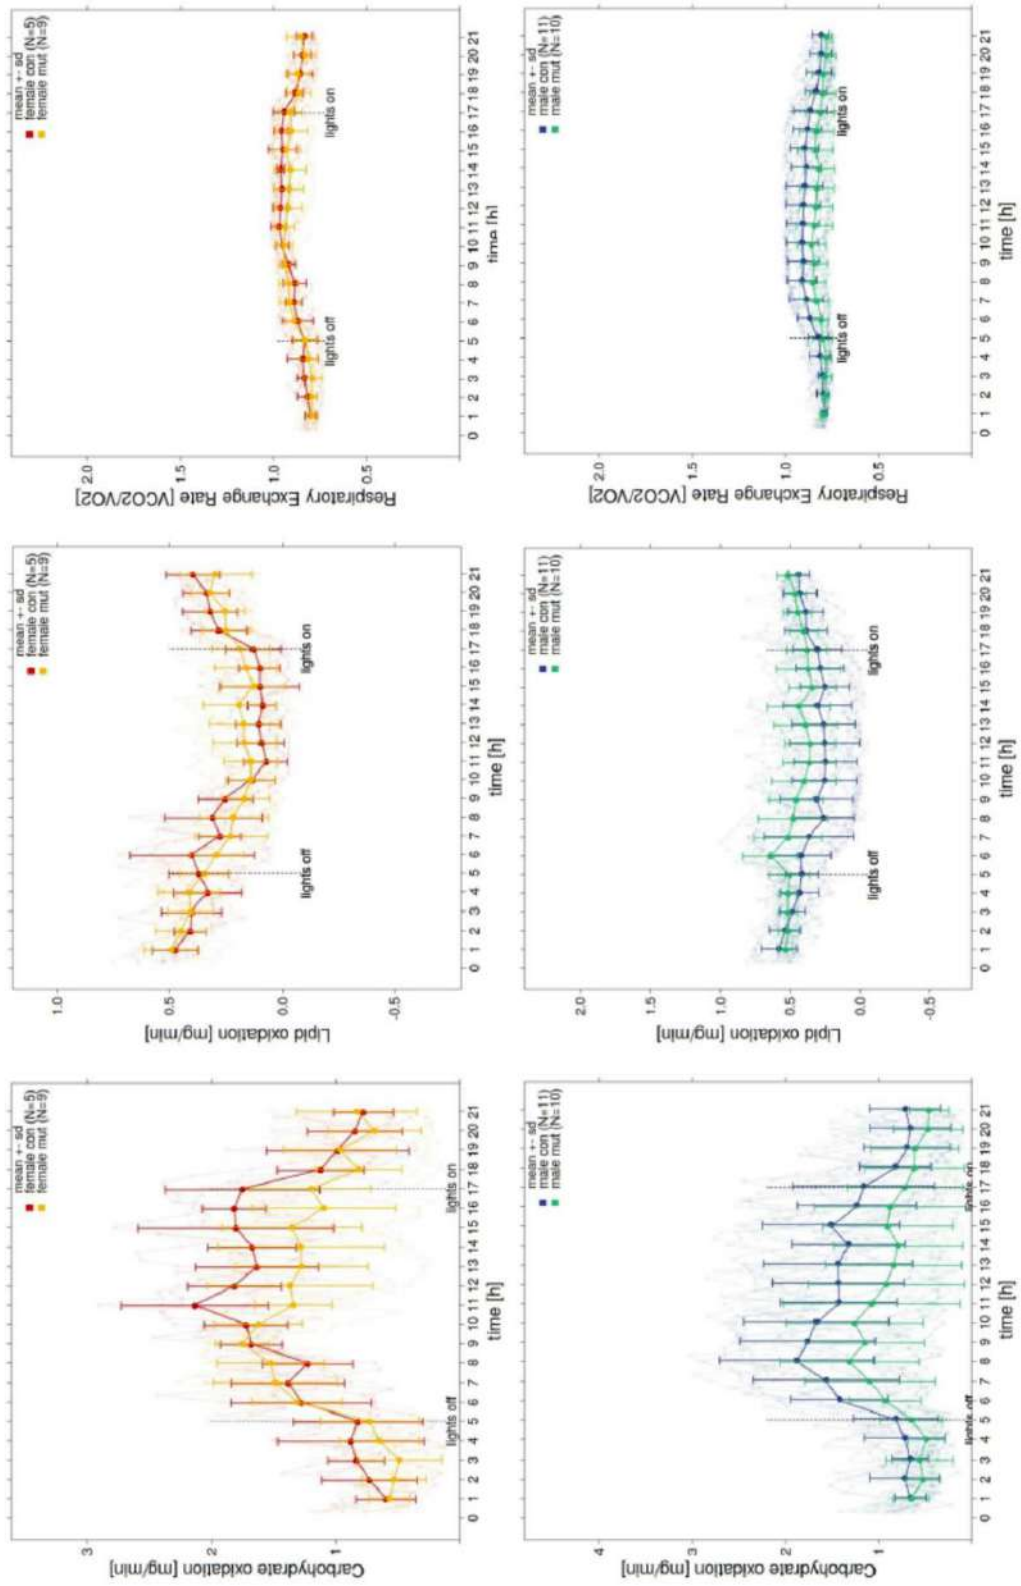 Carbohydrate oxidation [mg/min]
3
2
1
mean +- sd
female con (N=5)
female mut (N=9)
lights off
lights on
0 1 2 3 4 5 6 7 8 9 10 11 12 13 14 15 16 17 18 19 20 21
time [h]
Lipid oxidation [mg/min]
1.0
0.5
0.0
-0.5
mean +- sd
female con (N=5)
female mut (N=9)
lights off
lights on
0 1 2 3 4 5 6 7 8 9 10 11 12 13 14 15 16 17 18 19 20 21
time [h]
Respiratory Exchange Rate [VCO2/VO2]
2.0
1.5
1.0
0.5
mean +- sd
female con (N=5)
female mut (N=9)
lights off
lights on
0 1 2 3 4 5 6 7 8 9 10 11 12 13 14 15 16 17 18 19 20 21
time [h]
Carbohydrate oxidation [mg/min]
4
3
2
1
mean +- sd
male con (N=11)
male mut (N=10)
lights off
lights on
0 1 2 3 4 5 6 7 8 9 10 11 12 13 14 15 16 17 18 19 20 21
time [h]
Lipid oxidation [mg/min]
2.0
1.5
1.0
0.5
0.0
mean +- sd
male con (N=11)
male mut (N=10)
lights off
lights on
0 1 2 3 4 5 6 7 8 9 10 11 12 13 14 15 16 17 18 19 20 21
time [h]
Respiratory Exchange Rate [VCO2/VO2]
2.0
1.5
1.0
0.5
mean +- sd
male con (N=11)
male mut (N=10)
lights off
lights on
0 1 2 3 4 5 6 7 8 9 10 11 12 13 14 15 16 17 18 19 20 21
time [h]